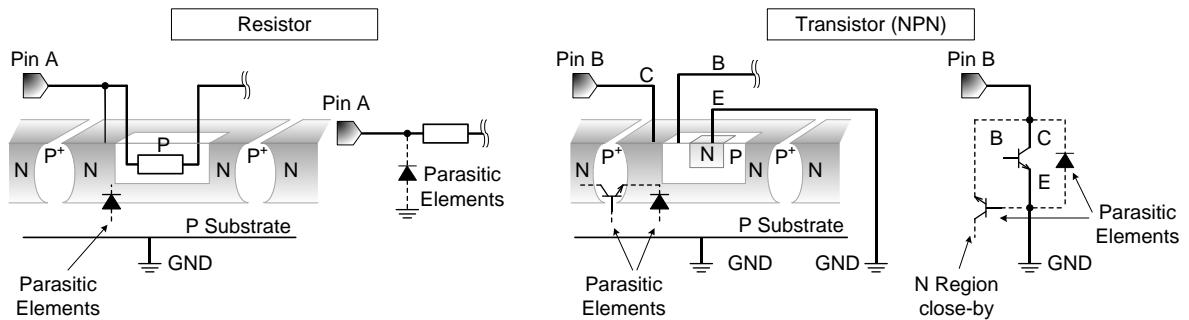 Resistor
Transistor (NPN)
Pin A
Pin B
C
B
E
Pin B
Pin A
N
P+
N
P
P+
N
N
N
P+
N
N
P
P+
N
N
B
C
E
Parasitic
Elements
P Substrate
GND
Parasitic
Elements
P Substrate
GND
GND
Parasitic
Elements
Parasitic
Elements
GND
N Region
close-by